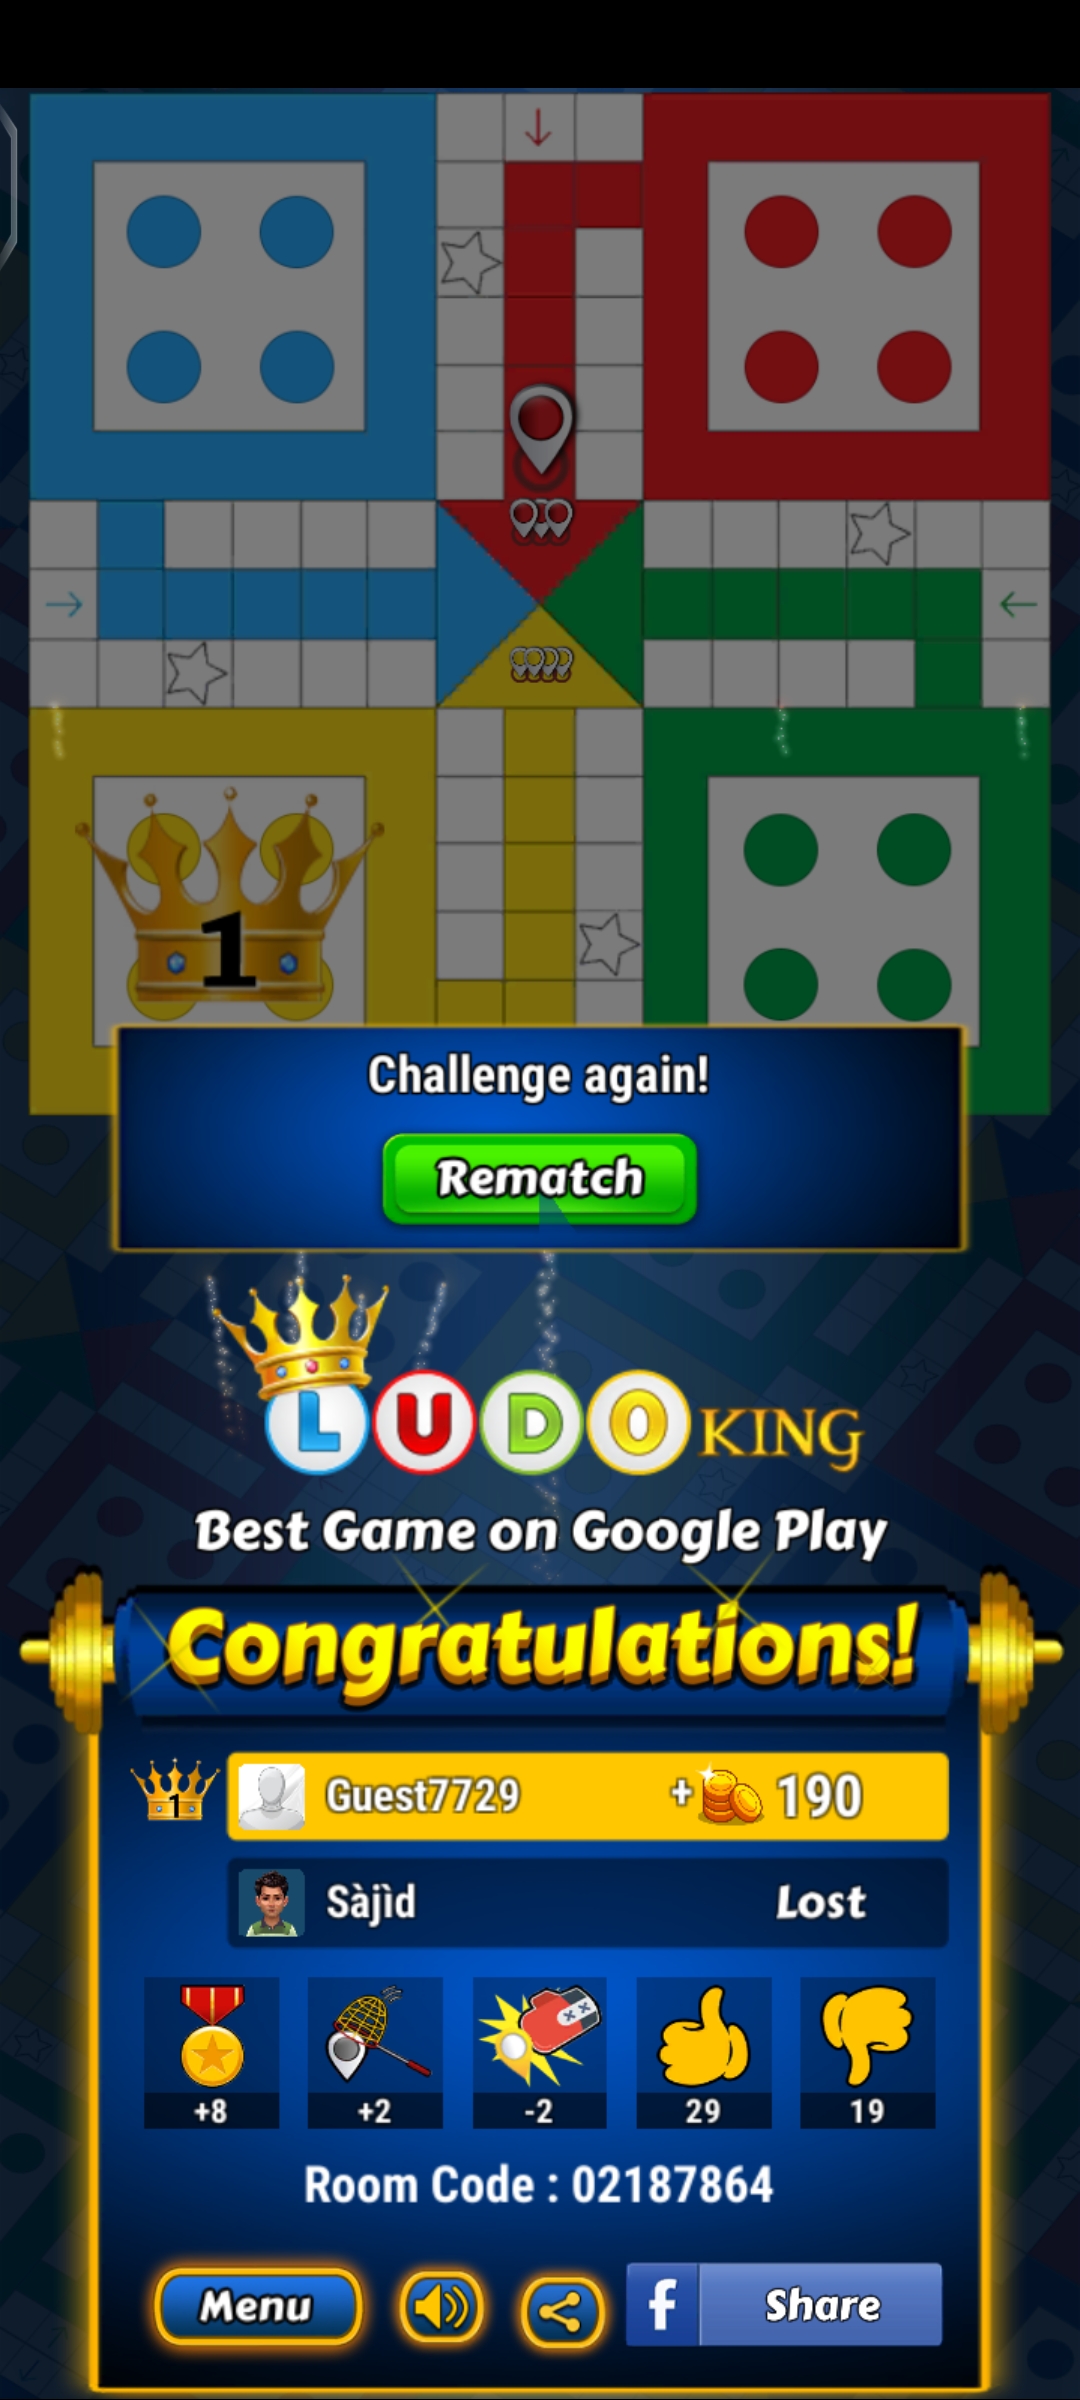 1
Challenge again!
Rematch
LUDO KING
Best Game on Google Play
Congratulations!
1 Guest7729 + 190
Sàjìd Lost
+8 +2 -2 29 19
Room Code : 02187864
Menu f Share